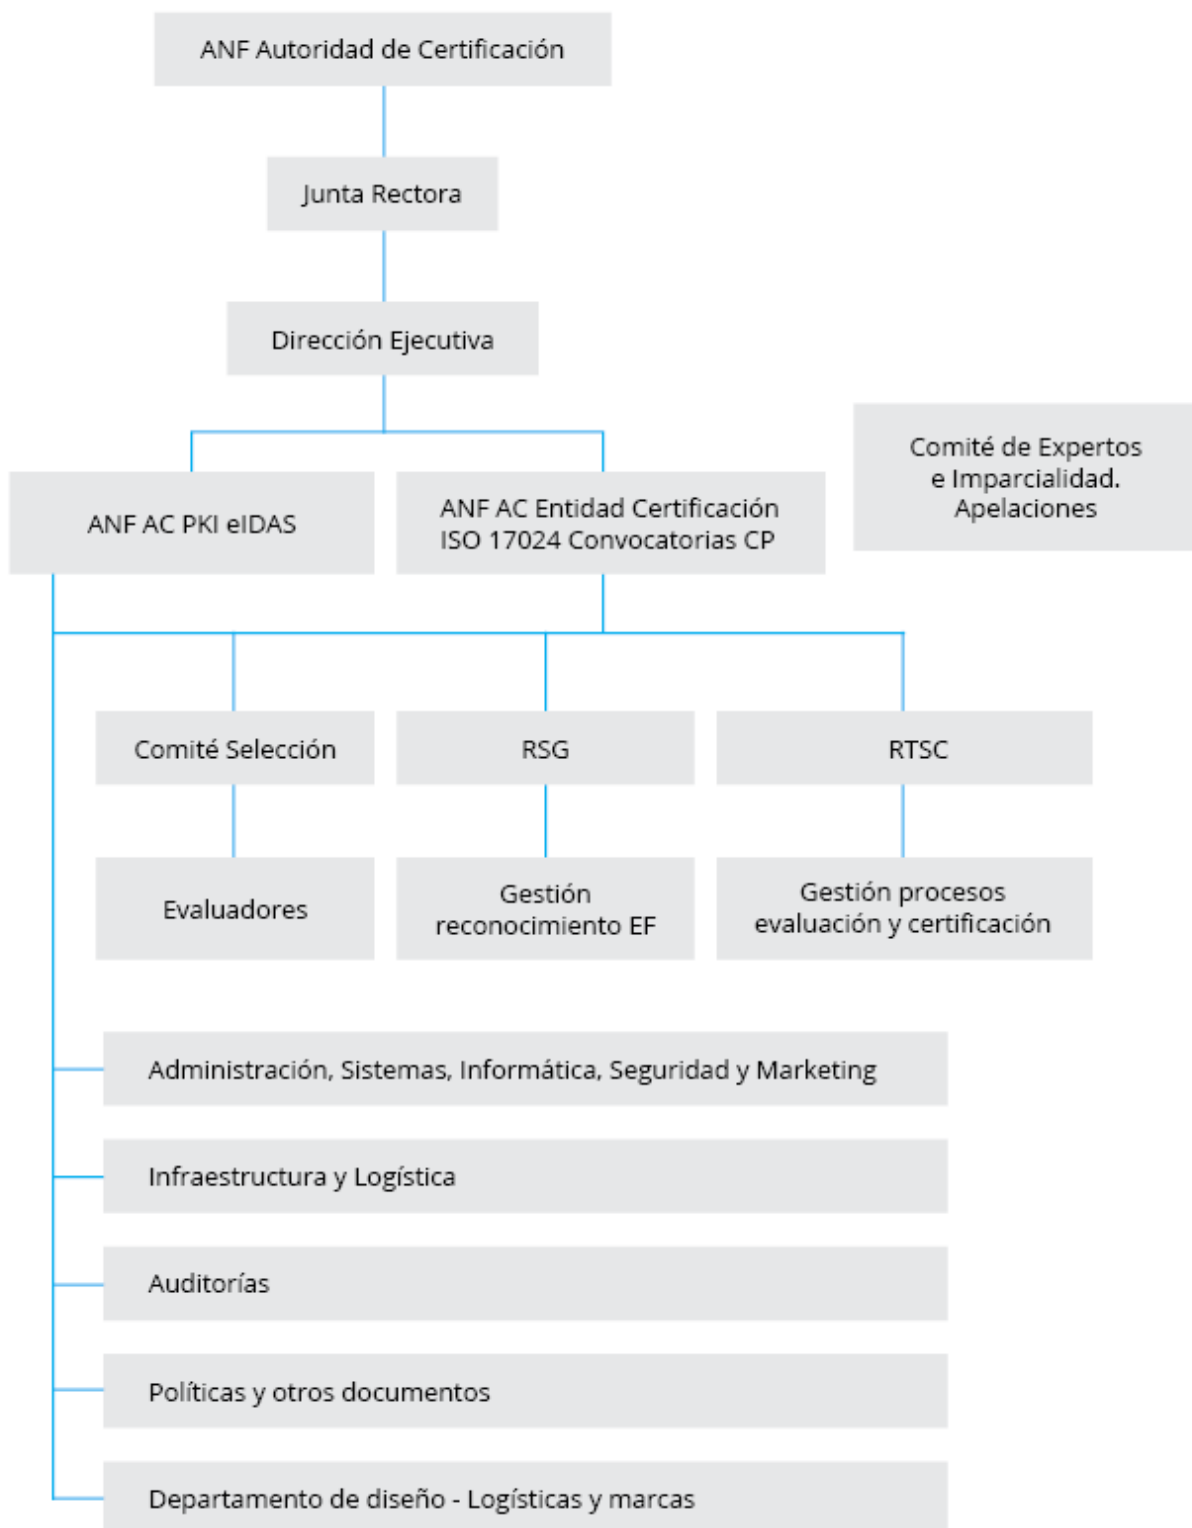 ANF Autoridad de Certificación
Junta Rectora
Dirección Ejecutiva
ANF AC PKI eIDAS
ANF AC Entidad Certificación
ISO 17024 Convocatorias CP
Comité de Expertos
e Imparcialidad.
Apelaciones
Comité Selección
RSG
RTSC
Evaluadores
Gestión
reconocimiento EF
Gestión procesos
evaluación y certificación
Administración, Sistemas, Informática, Seguridad y Marketing
Infraestructura y Logística
Auditorías
Políticas y otros documentos
Departamento de diseño - Logísticas y marcas